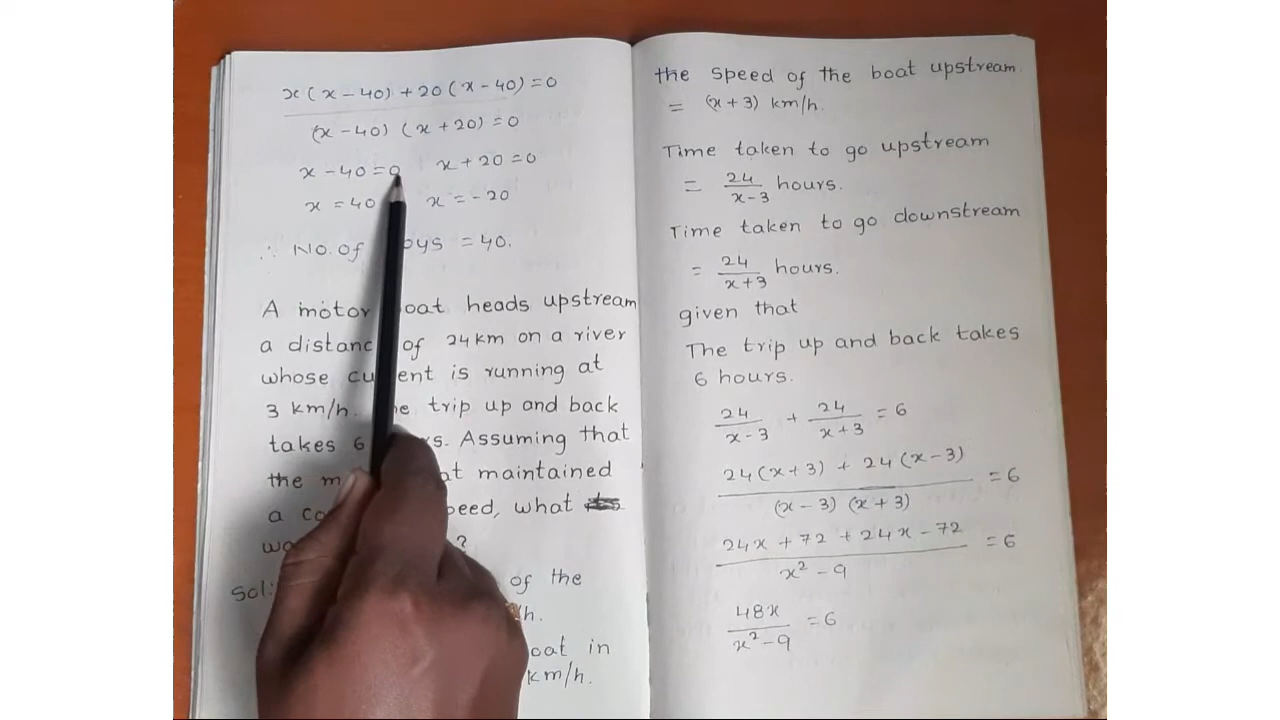 x(x-40)+20(x-40)=0
(x-40)(x+20)=0
x-40=0 x+20=0
x=40 x=-20
∴ No. of oys = 40.
A motor oat heads upstream
a distanc of 24km on a river
whose cu ent is running at
3 km/h. e trip up and back
takes 6 rs. Assuming that
the m at maintained
a co peed, what
wa ?
Sol: of the
/h.
oat in
km/h.
the speed of the boat upstream
= (x+3) km/h.
Time taken to go upstream
= 24/(x-3) hours.
Time taken to go downstream
= 24/(x+3) hours.
given that
The trip up and back takes
6 hours.
24/(x-3) + 24/(x+3) = 6
(24(x+3) + 24(x-3))/((x-3)(x+3)) = 6
(24x+72+24x-72)/(x²-9) = 6
48x/(x²-9) = 6